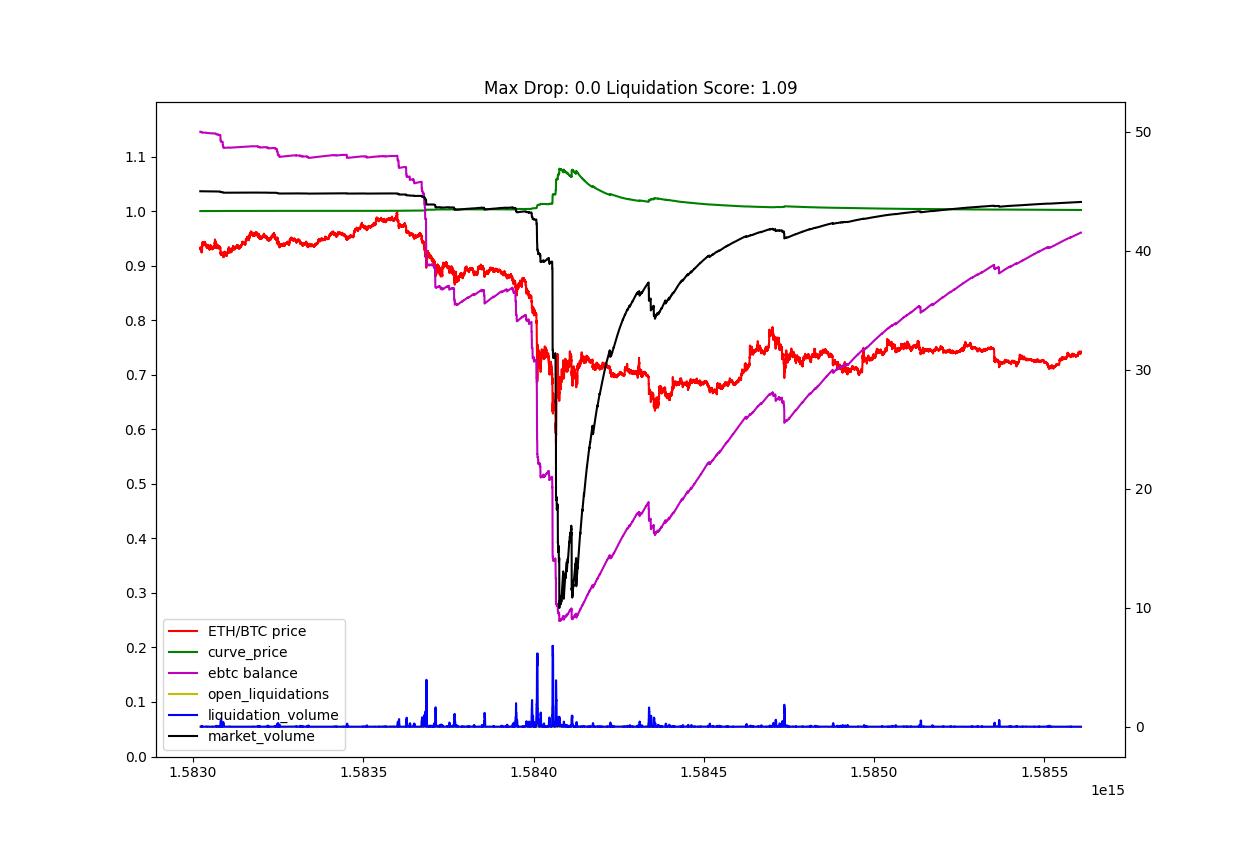 Max Drop: 0.0 Liquidation Score: 1.09
1.1
1.0
0.9
0.8
0.7
0.6
0.5
0.4
0.3
0.2
0.1
0.0
50
40
30
20
10
0
ETH/BTC price
curve_price
ebtc balance
open_liquidations
liquidation_volume
market_volume
1.5830 1.5835 1.5840 1.5845 1.5850 1.5855
1e15